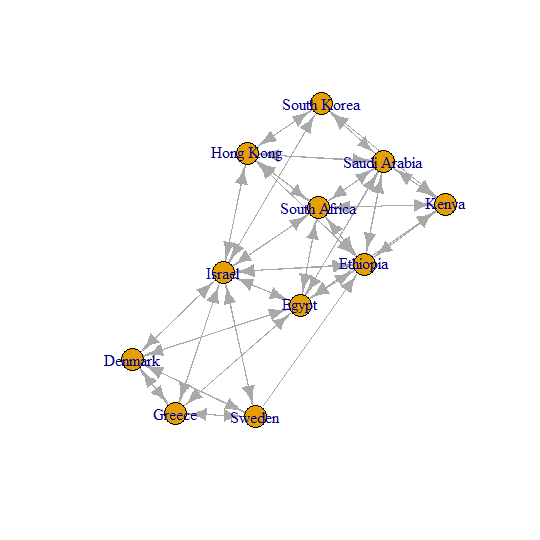 South Korea
Hong Kong
Saudi Arabia
South Africa
Kenya
Ethiopia
Israel
Egypt
Denmark
Greece
Sweden